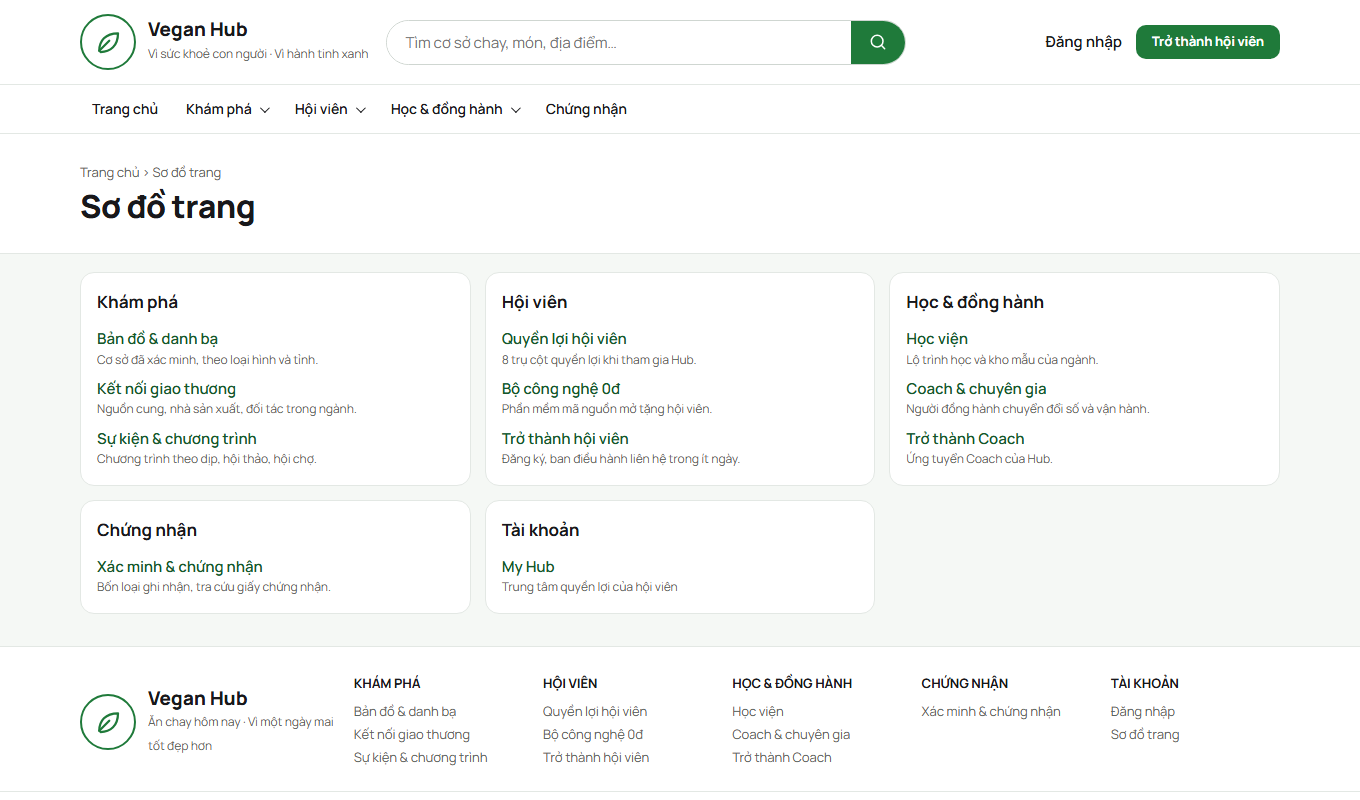 Vegan Hub
Vì sức khoẻ con người · Vì hành tinh xanh
Tìm cơ sở chay, món, địa điểm...
Đăng nhập
Trở thành hội viên
Trang chủ
Khám phá
Hội viên
Học & đồng hành
Chứng nhận
Trang chủ › Sơ đồ trang
Sơ đồ trang
Khám phá
Bản đồ & danh bạ
Cơ sở đã xác minh, theo loại hình và tỉnh.
Kết nối giao thương
Nguồn cung, nhà sản xuất, đối tác trong ngành.
Sự kiện & chương trình
Chương trình theo dịp, hội thảo, hội chợ.
Hội viên
Quyền lợi hội viên
8 trụ cột quyền lợi khi tham gia Hub.
Bộ công nghệ 0đ
Phần mềm mã nguồn mở tặng hội viên.
Trở thành hội viên
Đăng ký, ban điều hành liên hệ trong ít ngày.
Học & đồng hành
Học viện
Lộ trình học và kho mẫu của ngành.
Coach & chuyên gia
Người đồng hành chuyển đổi số và vận hành.
Trở thành Coach
Ứng tuyển Coach của Hub.
Chứng nhận
Xác minh & chứng nhận
Bốn loại ghi nhận, tra cứu giấy chứng nhận.
Tài khoản
My Hub
Trung tâm quyền lợi của hội viên
Vegan Hub
Ăn chay hôm nay · Vì một ngày mai
tốt đẹp hơn
KHÁM PHÁ
Bản đồ & danh bạ
Kết nối giao thương
Sự kiện & chương trình
HỘI VIÊN
Quyền lợi hội viên
Bộ công nghệ 0đ
Trở thành hội viên
HỌC & ĐỒNG HÀNH
Học viện
Coach & chuyên gia
Trở thành Coach
CHỨNG NHẬN
Xác minh & chứng nhận
TÀI KHOẢN
Đăng nhập
Sơ đồ trang